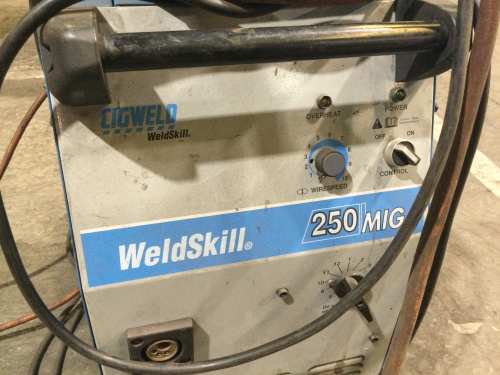 CIGWELD
WeldSkill.
OVERHEAT
POWER
OFF
ON
CONTROL
WIRESPEED
WeldSkill®
250 MIG